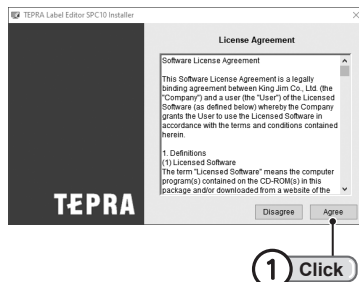 TEPRA Label Editor SPC10 Installer
License Agreement
Software License Agreement
This Software License Agreement is a legally
binding agreement between King Jim Co., Ltd. (the
"Company") and a user (the "User") of the Licensed
Software (as defined below) whereby the Company
grants the User to use the Licensed Software in
accordance with the terms and conditions contained
herein.
1. Definitions
(1) Licensed Software
The term "Licensed Software" means the computer
program(s) contained on the CD-ROM(s) in this
package and/or downloaded from a website of the
TEPRA
Disagree
Agree
1 Click